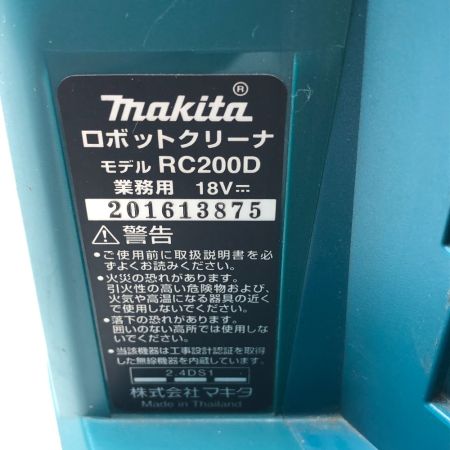 makita®
ロボットクリーナ
モデル RC200D
業務用 18V⎓
201613875
⚠警告
●ご使用前に取扱説明書を必
ずよくお読みください。
●火災の恐れがあります。
引火性の高い危険物および、
火気や高温になる器具の近く
で使用しないでください。
●落下の恐れがあります。
囲いのない高所では使用しな
いでください。
●当該機器は工事設計認証を取得
した無線機器を内蔵しています。
2.4DS1
株式会社マキタ
Made in Thailand